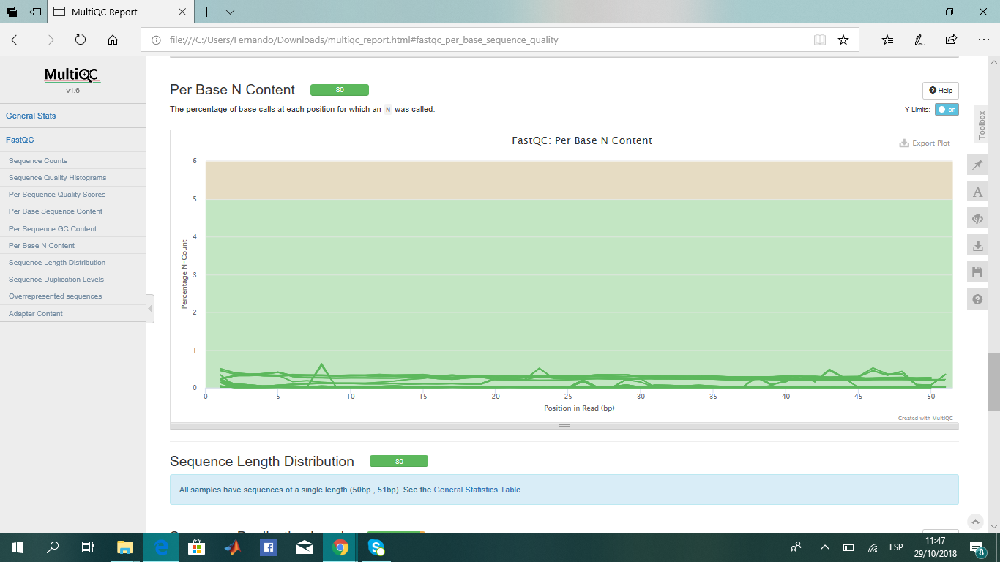 MultiQC Report
file:///C:/Users/Fernando/Downloads/multiqc_report.html#fastqc_per_base_sequence_quality
MultiQC
v1.6
General Stats
FastQC
Sequence Counts
Sequence Quality Histograms
Per Sequence Quality Scores
Per Base Sequence Content
Per Sequence GC Content
Per Base N Content
Sequence Length Distribution
Sequence Duplication Levels
Overrepresented sequences
Adapter Content
Per Base N Content 80
Help
The percentage of base calls at each position for which an N was called.
Y-Limits: on
Toolbox
FastQC: Per Base N Content
Export Plot
Percentage N-Count
6
5
4
3
2
1
0
0 5 10 15 20 25 30 35 40 45 50
Position in Read (bp)
Created with MultiQC
Sequence Length Distribution 80
All samples have sequences of a single length (50bp , 51bp). See the General Statistics Table.
ESP
11:47
29/10/2018
8